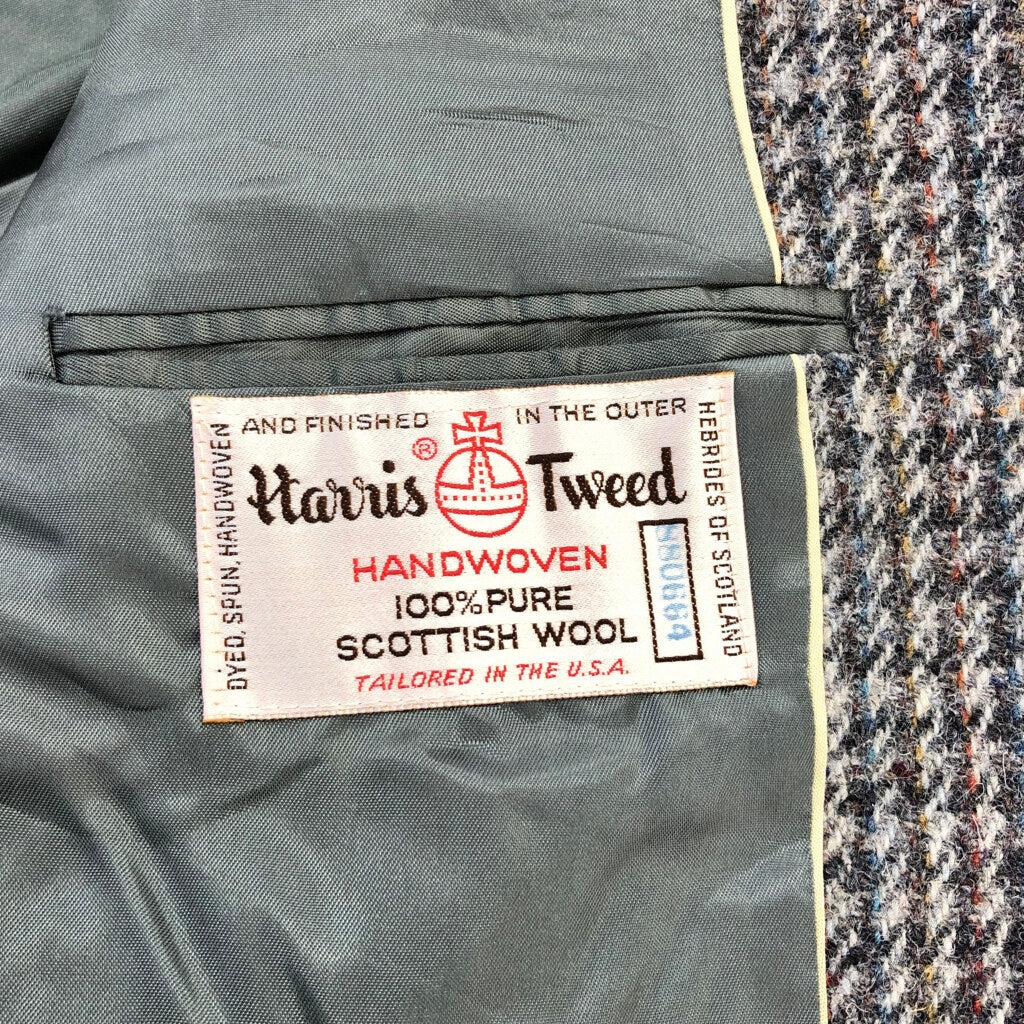 DYED, SPUN, HANDWOVEN
AND FINISHED IN THE OUTER
HEBRIDES OF SCOTLAND
Harris ® Tweed
HANDWOVEN
100% PURE
SCOTTISH WOOL
TAILORED IN THE U.S.A.
880664